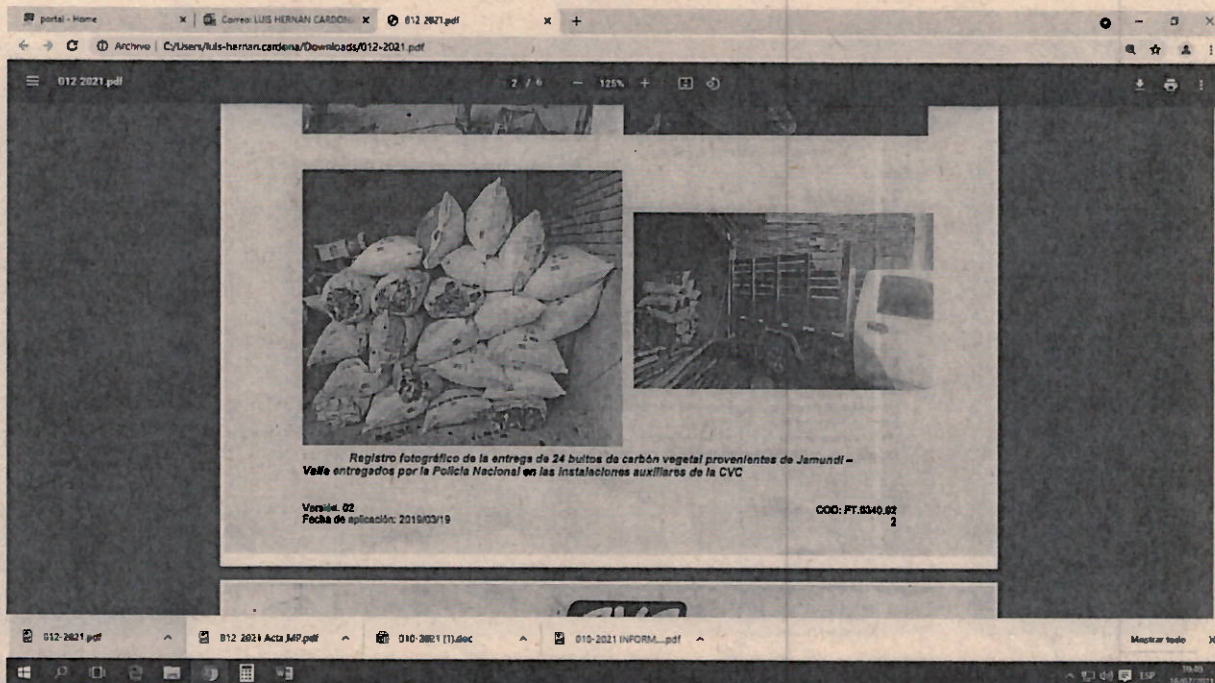 portal - Home
Correo: LUIS HERNAN CARDON
012 2021.pdf
Archivo
C:/Users/luis-hernan.cardona/Downloads/012-2021.pdf
012 2021.pdf
2 / 6
125%
Registro fotográfico de la entrega de 24 bultos de carbón vegetal provenientes de Jamundí –
Valle entregados por la Policía Nacional en las instalaciones auxiliares de la CVC
Versión. 02
Fecha de aplicación: 2019/03/19
COD: FT.0340.02
2
CVC
012-2021.pdf
012 2021 Acta MP.pdf
010-2021 (1).doc
010-2021 INFORM....pdf
Mostrar todo
ESP